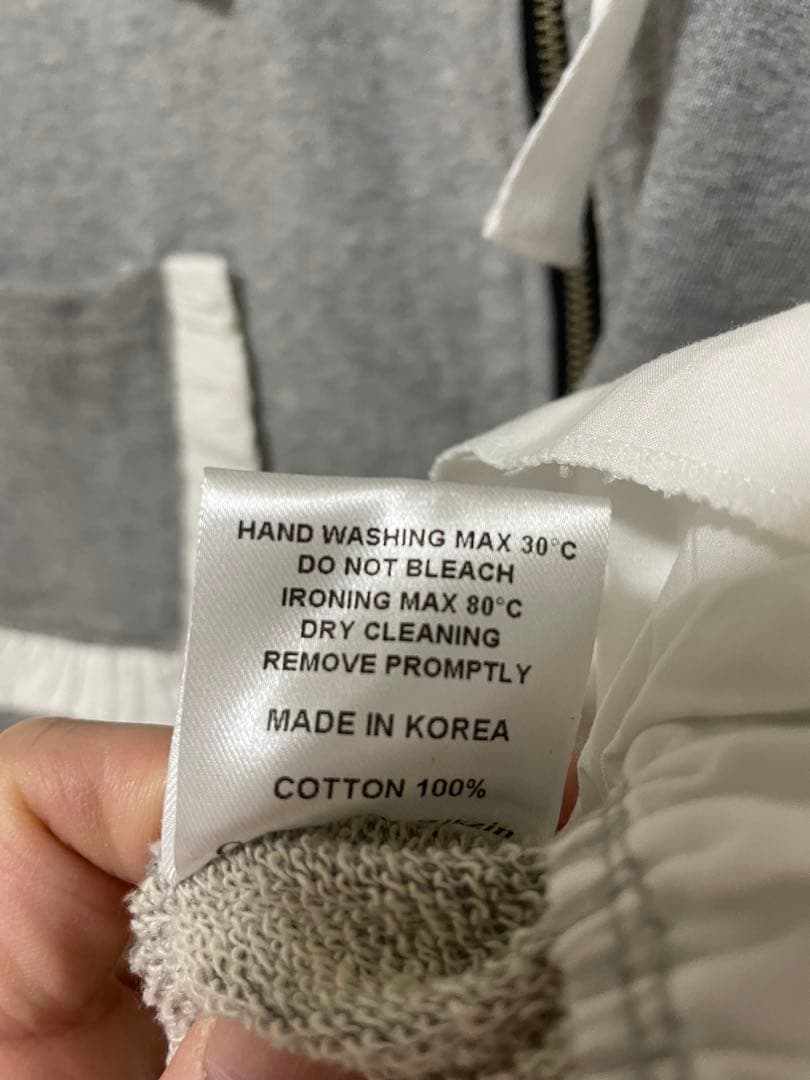 HAND WASHING MAX 30°C
DO NOT BLEACH
IRONING MAX 80°C
DRY CLEANING
REMOVE PROMPTLY
MADE IN KOREA
COTTON 100%